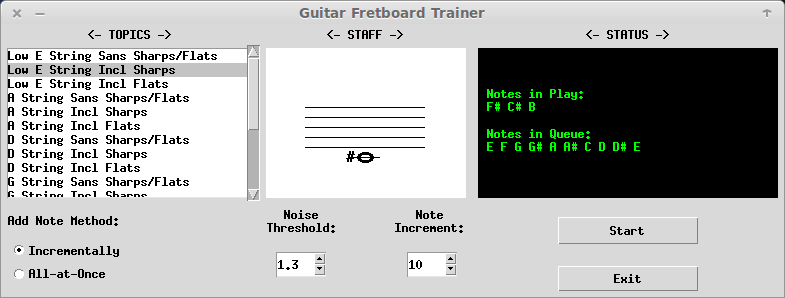 Guitar Fretboard Trainer
<- TOPICS ->
<- STAFF ->
<- STATUS ->
Low E String Sans Sharps/Flats
Low E String Incl Sharps
Low E String Incl Flats
A String Sans Sharps/Flats
A String Incl Sharps
A String Incl Flats
D String Sans Sharps/Flats
D String Incl Sharps
D String Incl Flats
G String Sans Sharps/Flats
G String Incl Sharps
#
Notes in Play:
F# C# B
Notes in Queue:
E F G G# A A# C D D# E
Add Note Method:
Incrementally
All-at-Once
Noise
Threshold:
1.3
Note
Increment:
10
Start
Exit